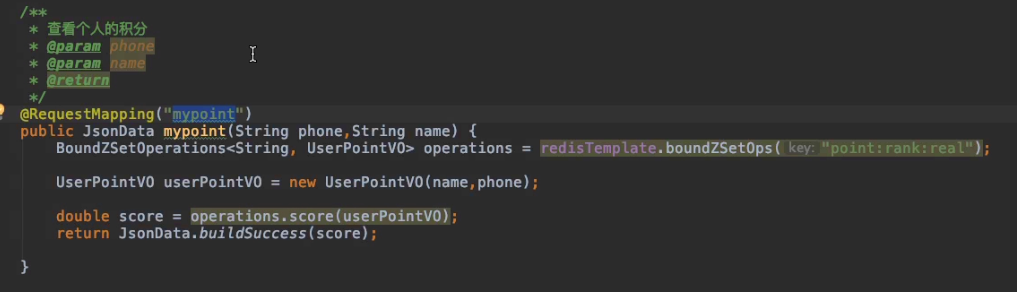 /**
 * 查看个人的积分
 * @param phone
 * @param name
 * @return
 */
@RequestMapping("mypoint")
public JsonData mypoint(String phone,String name) {
    BoundZSetOperations<String, UserPointVO> operations = redisTemplate.boundZSetOps( key: "point:rank:real");
    UserPointVO userPointVO = new UserPointVO(name,phone);
    double score = operations.score(userPointVO);
    return JsonData.buildSuccess(score);
}